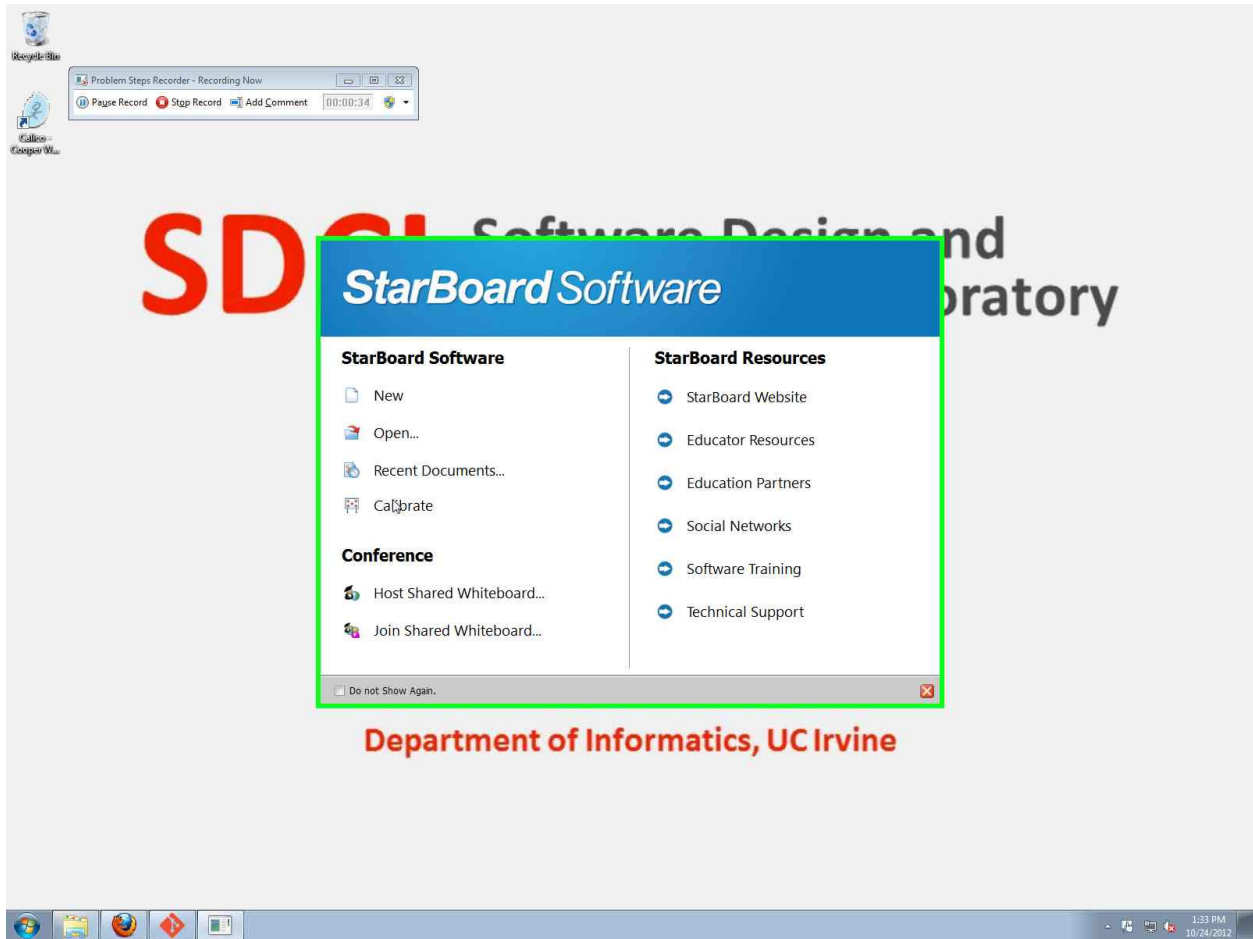 Recycle Bin
Problem Steps Recorder - Recording Now
Pause Record Stop Record Add Comment 00:00:34
Calico -
Cooper W...
SD Software Design and
oratory
StarBoard Software
StarBoard Software
New
Open...
Recent Documents...
Calibrate
Conference
Host Shared Whiteboard...
Join Shared Whiteboard...
StarBoard Resources
StarBoard Website
Educator Resources
Education Partners
Social Networks
Software Training
Technical Support
Do not Show Again.
Department of Informatics, UC Irvine
1:33 PM
10/24/2012